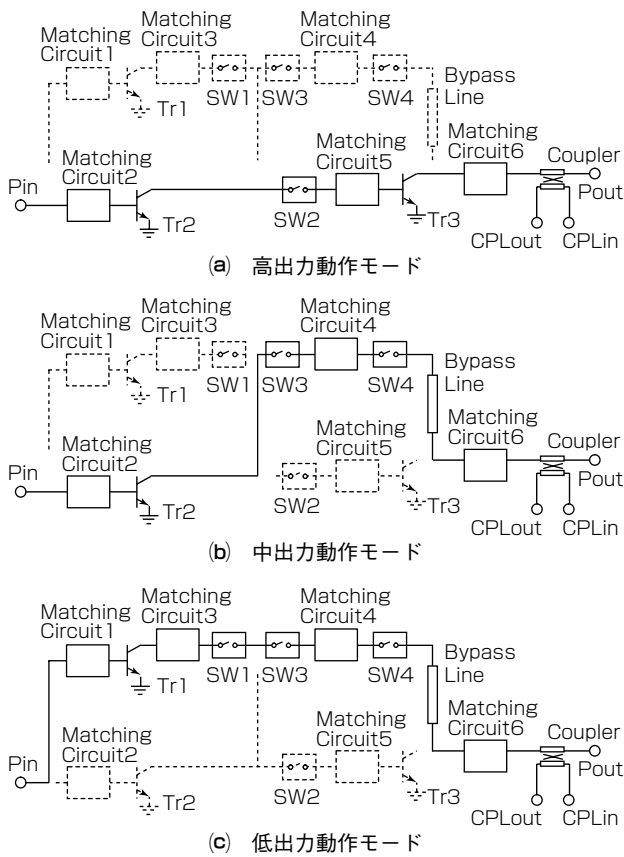 Matching
Circuit1
Matching
Circuit3
Matching
Circuit4
Tr1
SW1
SW3
SW4
Bypass
Line
Matching
Circuit2
Matching
Circuit5
Matching
Circuit6
Coupler
Pin
Pout
Tr2
SW2
Tr3
CPLout
CPLin
(a) 高出力動作モード
Matching
Circuit1
Matching
Circuit3
Matching
Circuit4
Tr1
SW1
SW3
SW4
Bypass
Line
Matching
Circuit2
Matching
Circuit5
Matching
Circuit6
Coupler
Pin
Pout
Tr2
SW2
Tr3
CPLout
CPLin
(b) 中出力動作モード
Matching
Circuit1
Matching
Circuit3
Matching
Circuit4
Tr1
SW1
SW3
SW4
Bypass
Line
Matching
Circuit2
Matching
Circuit5
Matching
Circuit6
Coupler
Pin
Pout
Tr2
SW2
Tr3
CPLout
CPLin
(c) 低出力動作モード